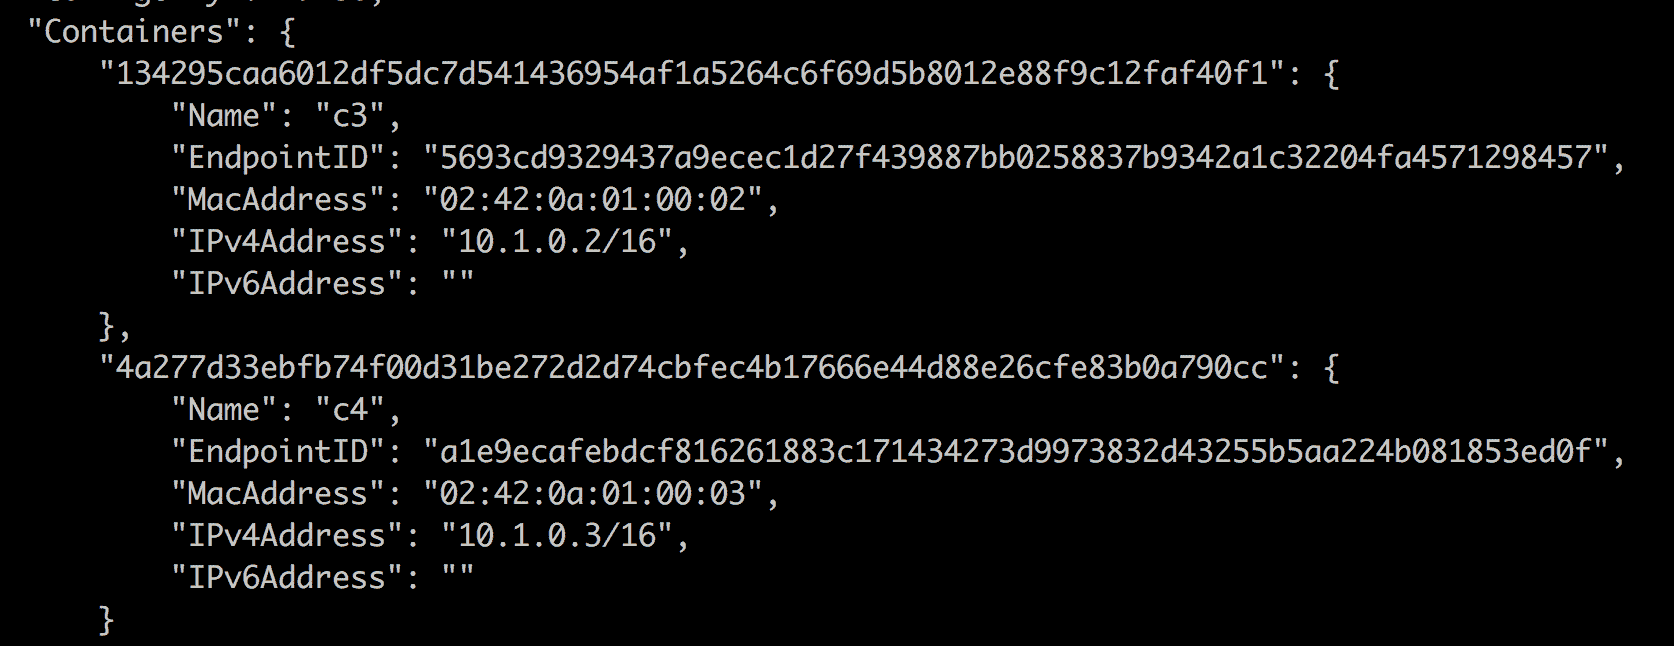 "Containers": {
"134295caa6012df5dc7d541436954af1a5264c6f69d5b8012e88f9c12faf40f1": {
"Name": "c3",
"EndpointID": "5693cd9329437a9ecec1d27f439887bb0258837b9342a1c32204fa4571298457",
"MacAddress": "02:42:0a:01:00:02",
"IPv4Address": "10.1.0.2/16",
"IPv6Address": ""
},
"4a277d33ebfb74f00d31be272d2d74cbfec4b17666e44d88e26cfe83b0a790cc": {
"Name": "c4",
"EndpointID": "a1e9ecafebdcf816261883c171434273d9973832d43255b5aa224b081853ed0f",
"MacAddress": "02:42:0a:01:00:03",
"IPv4Address": "10.1.0.3/16",
"IPv6Address": ""
}